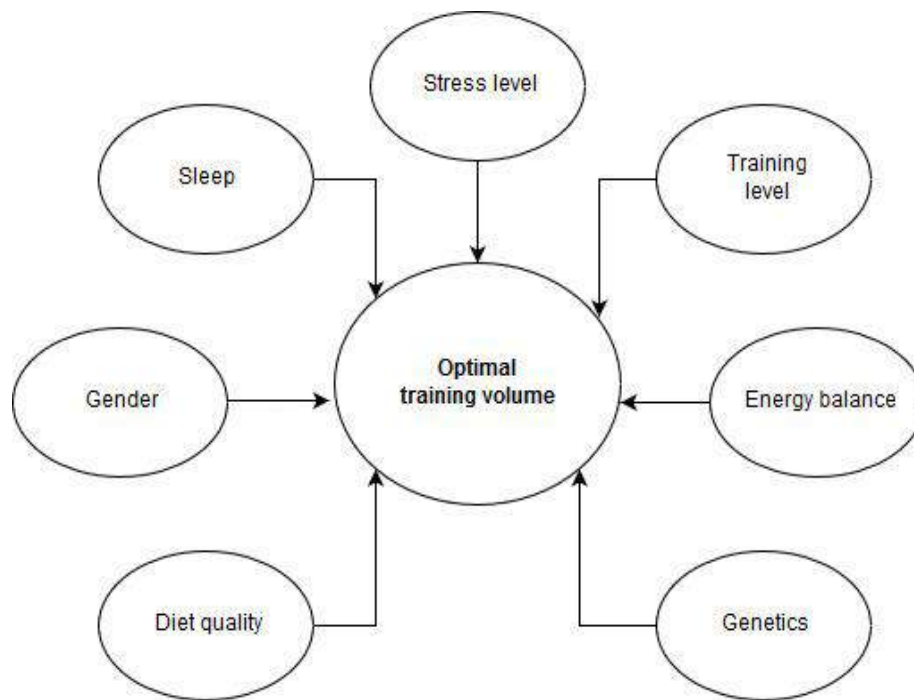 Stress level
Sleep
Training
level
Optimal
training volume
Gender
Energy balance
Diet quality
Genetics